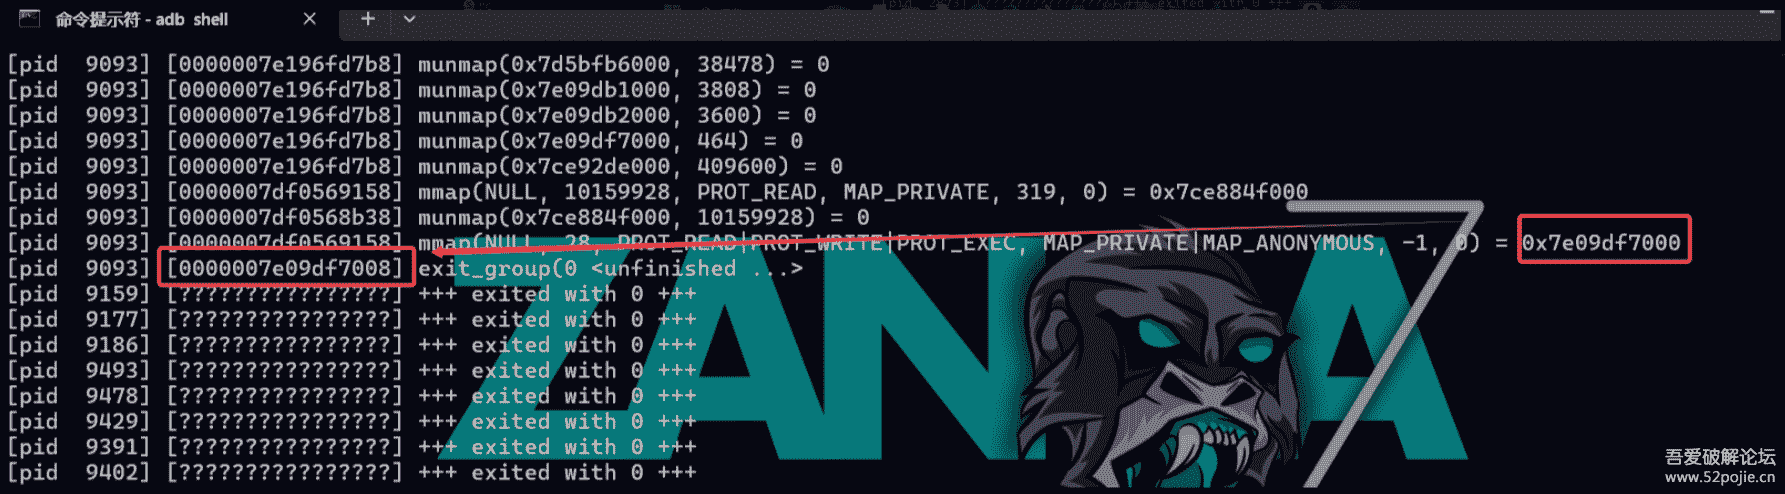 命令提示符 - adb shell
[pid 9093] [0000007e196fd7b8] munmap(0x7d5bfb6000, 38478) = 0
[pid 9093] [0000007e196fd7b8] munmap(0x7e09db1000, 3808) = 0
[pid 9093] [0000007e196fd7b8] munmap(0x7e09db2000, 3600) = 0
[pid 9093] [0000007e196fd7b8] munmap(0x7e09df7000, 464) = 0
[pid 9093] [0000007e196fd7b8] munmap(0x7ce92de000, 409600) = 0
[pid 9093] [0000007df0569158] mmap(NULL, 10159928, PROT_READ, MAP_PRIVATE, 319, 0) = 0x7ce884f000
[pid 9093] [0000007df0568b38] munmap(0x7ce884f000, 10159928) = 0
[pid 9093] [0000007df0569158] mmap(NULL, 28, PROT_READ|PROT_WRITE|PROT_EXEC, MAP_PRIVATE|MAP_ANONYMOUS, -1, 0) = 0x7e09df7000
[pid 9093] [0000007e09df7008] exit_group(0 <unfinished ...>
[pid 9159] [????????????????] +++ exited with 0 +++
[pid 9177] [????????????????] +++ exited with 0 +++
[pid 9186] [????????????????] +++ exited with 0 +++
[pid 9493] [????????????????] +++ exited with 0 +++
[pid 9478] [????????????????] +++ exited with 0 +++
[pid 9429] [????????????????] +++ exited with 0 +++
[pid 9391] [????????????????] +++ exited with 0 +++
[pid 9402] [????????????????] +++ exited with 0 +++
吾爱破解论坛
www.52pojie.cn